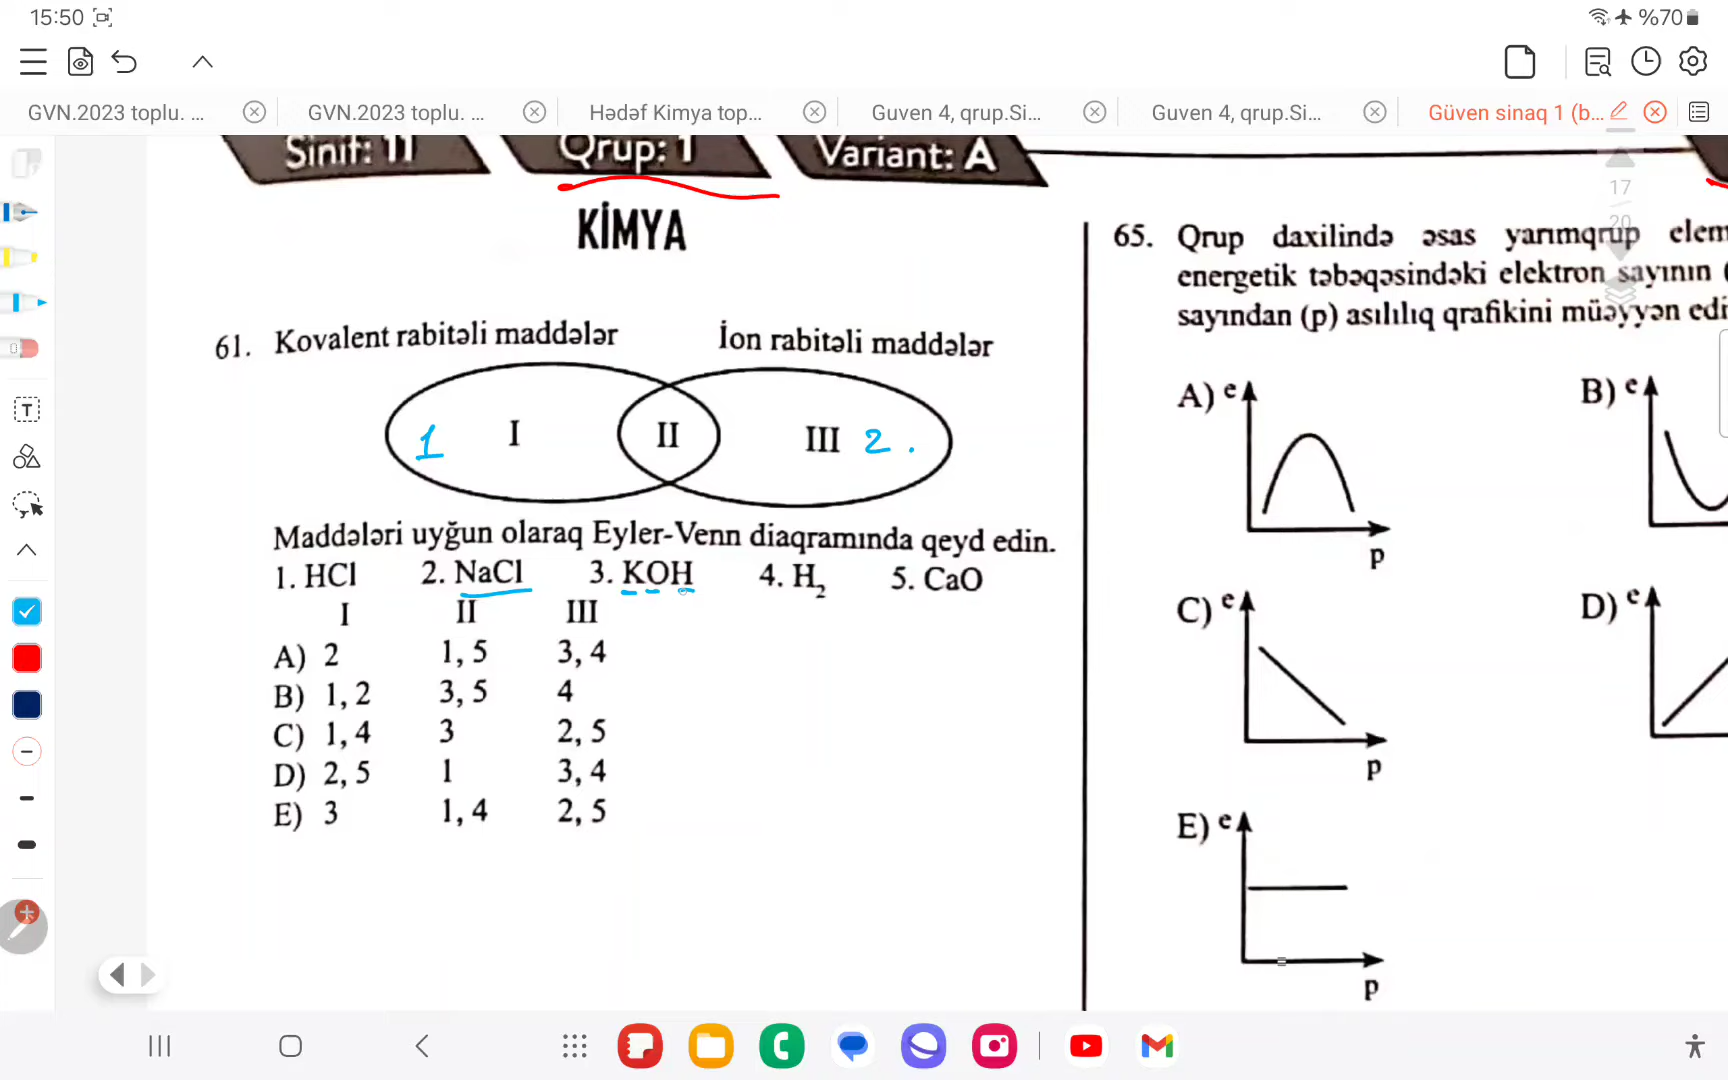 15:50
%70
GVN.2023 toplu. ...
GVN.2023 toplu. ...
Hədəf Kimya top...
Guven 4, qrup.Si...
Guven 4, qrup.Si...
Güven sinaq 1 (b...
Sinif: 11
Qrup: 1
Variant: A
17
20
KİMYA
61. Kovalent rabitəli maddələr
İon rabitəli maddələr
1 I
II
III 2 .
Maddələri uyğun olaraq Eyler-Venn diaqramında qeyd edin.
1. HCl 2. NaCl 3. KOH 4. H₂ 5. CaO
I II III
A) 2 1, 5 3, 4
B) 1, 2 3, 5 4
C) 1, 4 3 2, 5
D) 2, 5 1 3, 4
E) 3 1, 4 2, 5
65. Qrup daxilində əsas yarımqrup elem
energetik təbəqəsindəki elektron sayının (
sayından (p) asılılıq qrafikini müəyyən edi
A) e
p
B) e
C) e
p
D) e
E) e
p